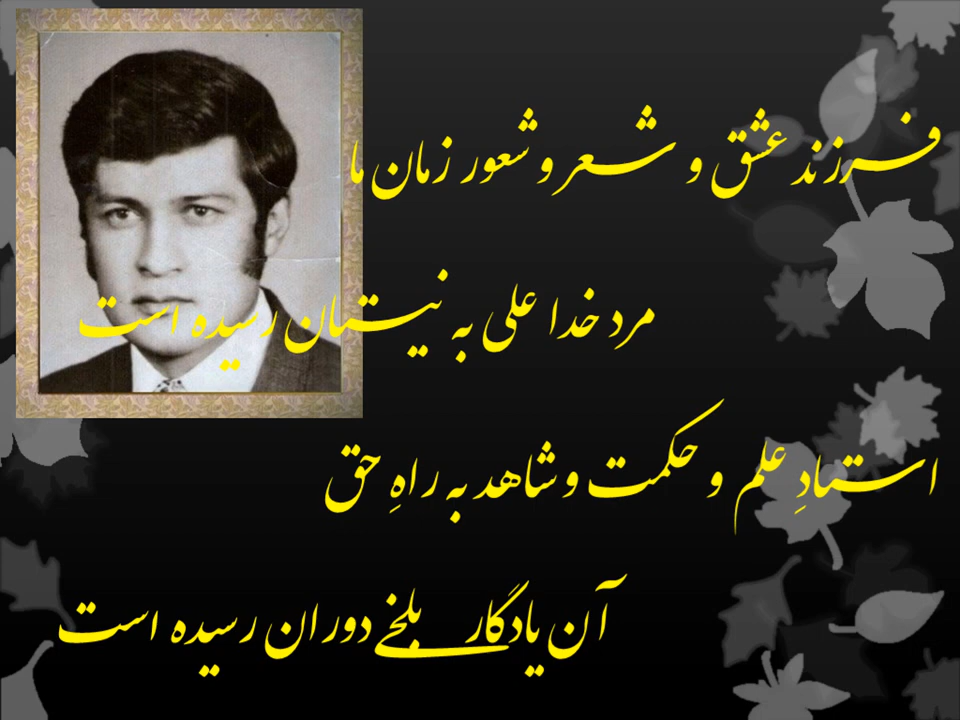 فرزند عشق و شعر و شعور زمان ما
مرد خدا علی به نیستان رسیده است
استادِ علم و حکمت و شاهد به راهِ حق
آن یادگار بلخی دوران رسیده است